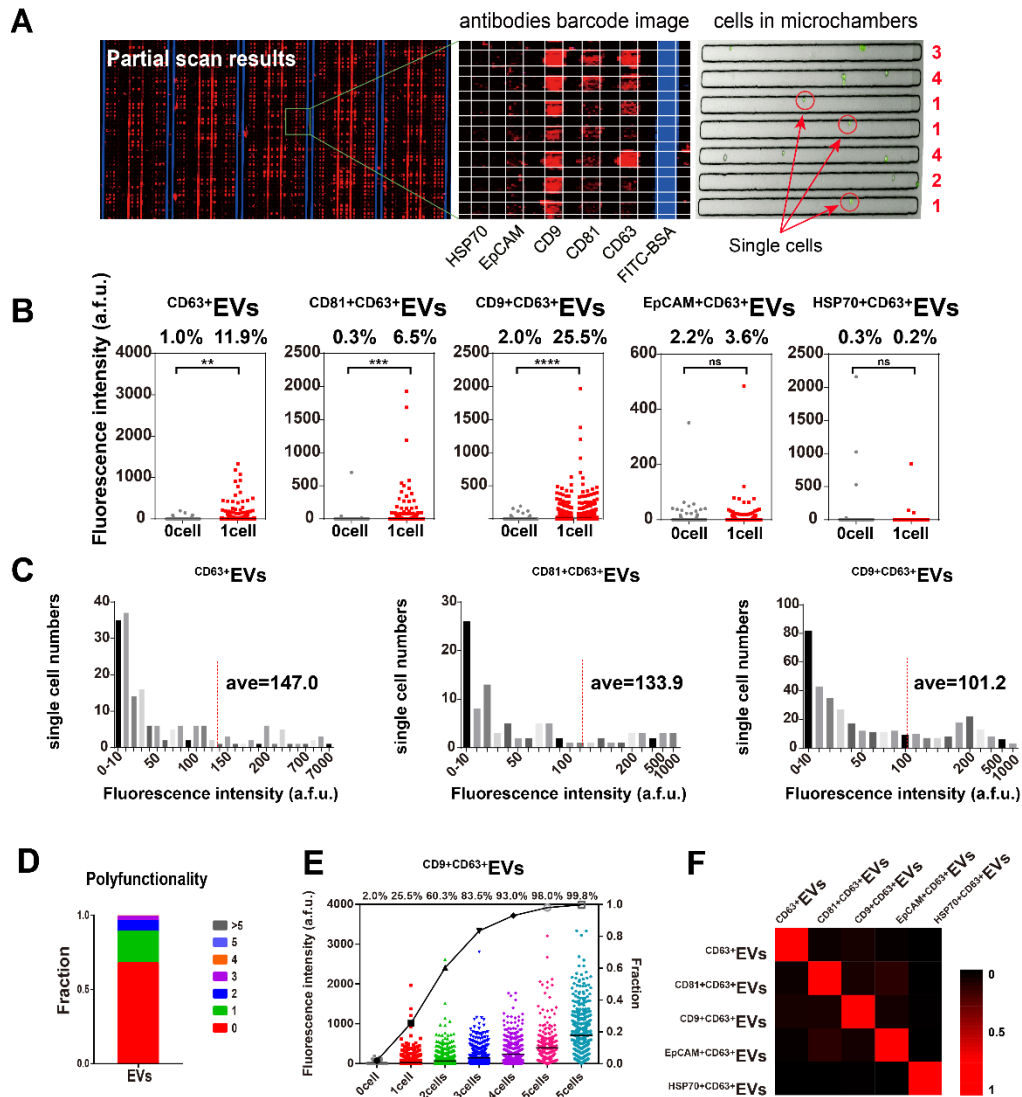 A
Partial scan results
antibodies barcode image
cells in microchambers
3
4
1
1
4
2
1
HSP70
EpCAM
CD9
CD81
CD63
FITC-BSA
Single cells
B
Fluorescence intensity (a.f.u.)
CD63+EVs
1.0% 11.9%
4000
3000
2000
1000
0
**
0cell 1cell
CD81+CD63+EVs
0.3% 6.5%
2500
2000
1500
1000
500
0
***
0cell 1cell
CD9+CD63+EVs
2.0% 25.5%
2500
2000
1500
1000
500
0
****
0cell 1cell
EpCAM+CD63+EVs
2.2% 3.6%
600
400
200
0
ns
0cell 1cell
HSP70+CD63+EVs
0.3% 0.2%
2500
2000
1500
1000
500
0
ns
0cell 1cell
C
CD63+EVs
single cell numbers
40
30
20
10
0
ave=147.0
0-10 50 100 150 200 700 7000
Fluorescence intensity (a.f.u.)
CD81+CD63+EVs
single cell numbers
30
20
10
0
ave=133.9
0-10 50 100 200 500 1000
Fluorescence intensity (a.f.u.)
CD9+CD63+EVs
single cell numbers
100
80
60
40
20
0
ave=101.2
0-10 50 100 200 500 1000
Fluorescence intensity (a.f.u.)
D
Polyfunctionality
Fraction
1.0
0.5
0.0
EVs
>5
5
4
3
2
1
0
E
CD9+CD63+EVs
2.0% 25.5% 60.3% 83.5% 93.0% 98.0% 99.8%
Fluorescence intensity (a.f.u.)
4000
3000
2000
1000
0
1.0
0.8
0.6
0.4
0.2
0.0
Fraction
0cell 1cell 2cells 3cells 4cells 5cells 5cells
F
CD63+EVs
CD81+CD63+EVs
CD9+CD63+EVs
EpCAM+CD63+EVs
HSP70+CD63+EVs
CD63+EVs
CD81+CD63+EVs
CD9+CD63+EVs
EpCAM+CD63+EVs
HSP70+CD63+EVs
0
0.5
1